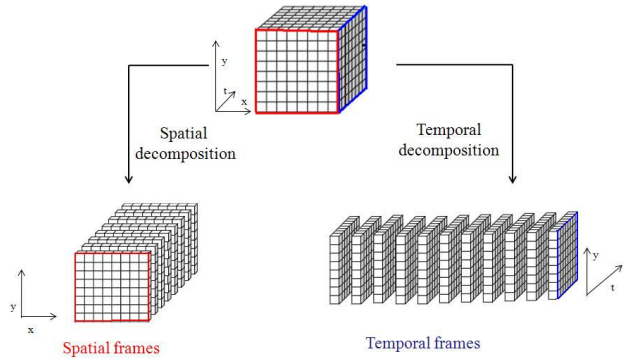 y
t
x
Spatial
decomposition
Temporal
decomposition
y
x
y
t
Spatial frames
Temporal frames